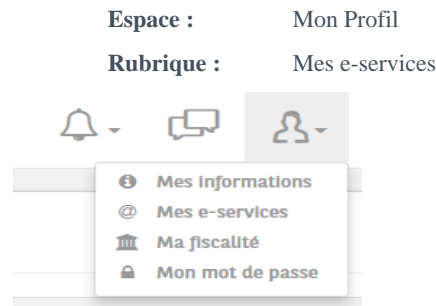 Espace : Mon Profil
Rubrique : Mes e-services
Mes informations
@ Mes e-services
Ma fiscalité
Mon mot de passe